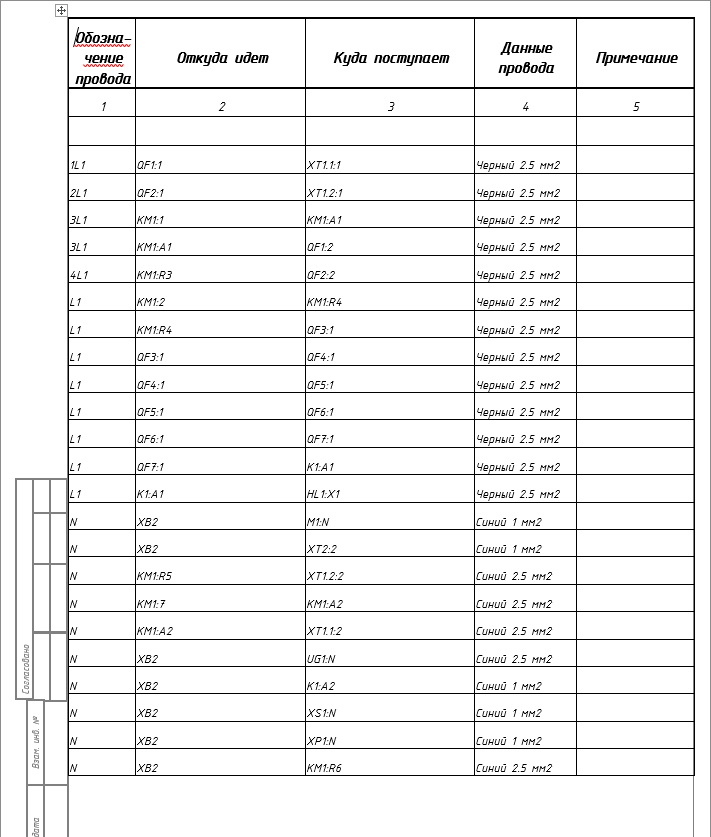 Обозна-
чение
провода
Откуда идет
Куда поступает
Данные
провода
Примечание
1 2 3 4 5
1L1 QF1:1 XT1.1:1 Черный 2.5 мм2
2L1 QF2:1 XT1.2:1 Черный 2.5 мм2
3L1 KM1:1 KM1:A1 Черный 2.5 мм2
3L1 KM1:A1 QF1:2 Черный 2.5 мм2
4L1 KM1:R3 QF2:2 Черный 2.5 мм2
L1 KM1:2 KM1:R4 Черный 2.5 мм2
L1 KM1:R4 QF3:1 Черный 2.5 мм2
L1 QF3:1 QF4:1 Черный 2.5 мм2
L1 QF4:1 QF5:1 Черный 2.5 мм2
L1 QF5:1 QF6:1 Черный 2.5 мм2
L1 QF6:1 QF7:1 Черный 2.5 мм2
L1 QF7:1 K1:A1 Черный 2.5 мм2
L1 K1:A1 HL1:X1 Черный 2.5 мм2
N XB2 M1:N Синий 1 мм2
N XB2 XT2:2 Синий 1 мм2
N KM1:R5 XT1.2:2 Синий 2.5 мм2
N KM1:7 KM1:A2 Синий 2.5 мм2
N KM1:A2 XT1.1:2 Синий 2.5 мм2
N XB2 UG1:N Синий 2.5 мм2
N XB2 K1:A2 Синий 1 мм2
N XB2 XS1:N Синий 1 мм2
N XB2 XP1:N Синий 1 мм2
N XB2 KM1:R6 Синий 2.5 мм2
Согласовано
Взам. инв. №
дата